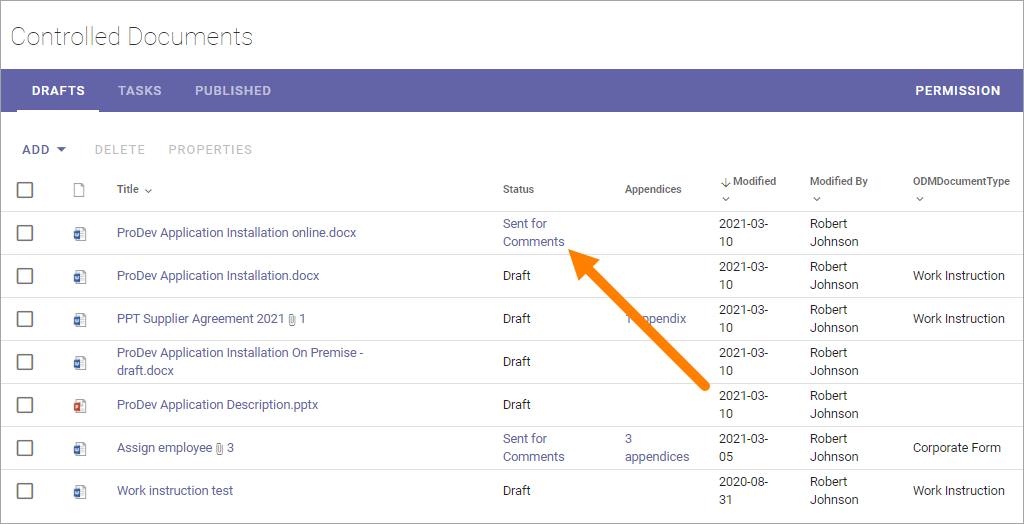 Controlled Documents
DRAFTS TASKS PUBLISHED PERMISSION
ADD DELETE PROPERTIES
Title Status Appendices Modified Modified By ODMDocumentType
ProDev Application Installation online.docx Sent for Comments 2021-03-10 Robert Johnson
ProDev Application Installation.docx Draft 2021-03-10 Robert Johnson Work Instruction
PPT Supplier Agreement 2021 1 Draft 1 appendix 2021-03-10 Robert Johnson Work Instruction
ProDev Application Installation On Premise - draft.docx Draft 2021-03-10 Robert Johnson
ProDev Application Description.pptx Draft 2021-03-10 Robert Johnson
Assign employee 3 Sent for Comments 3 appendices 2021-03-05 Robert Johnson Corporate Form
Work instruction test Draft 2020-08-31 Robert Johnson Work Instruction